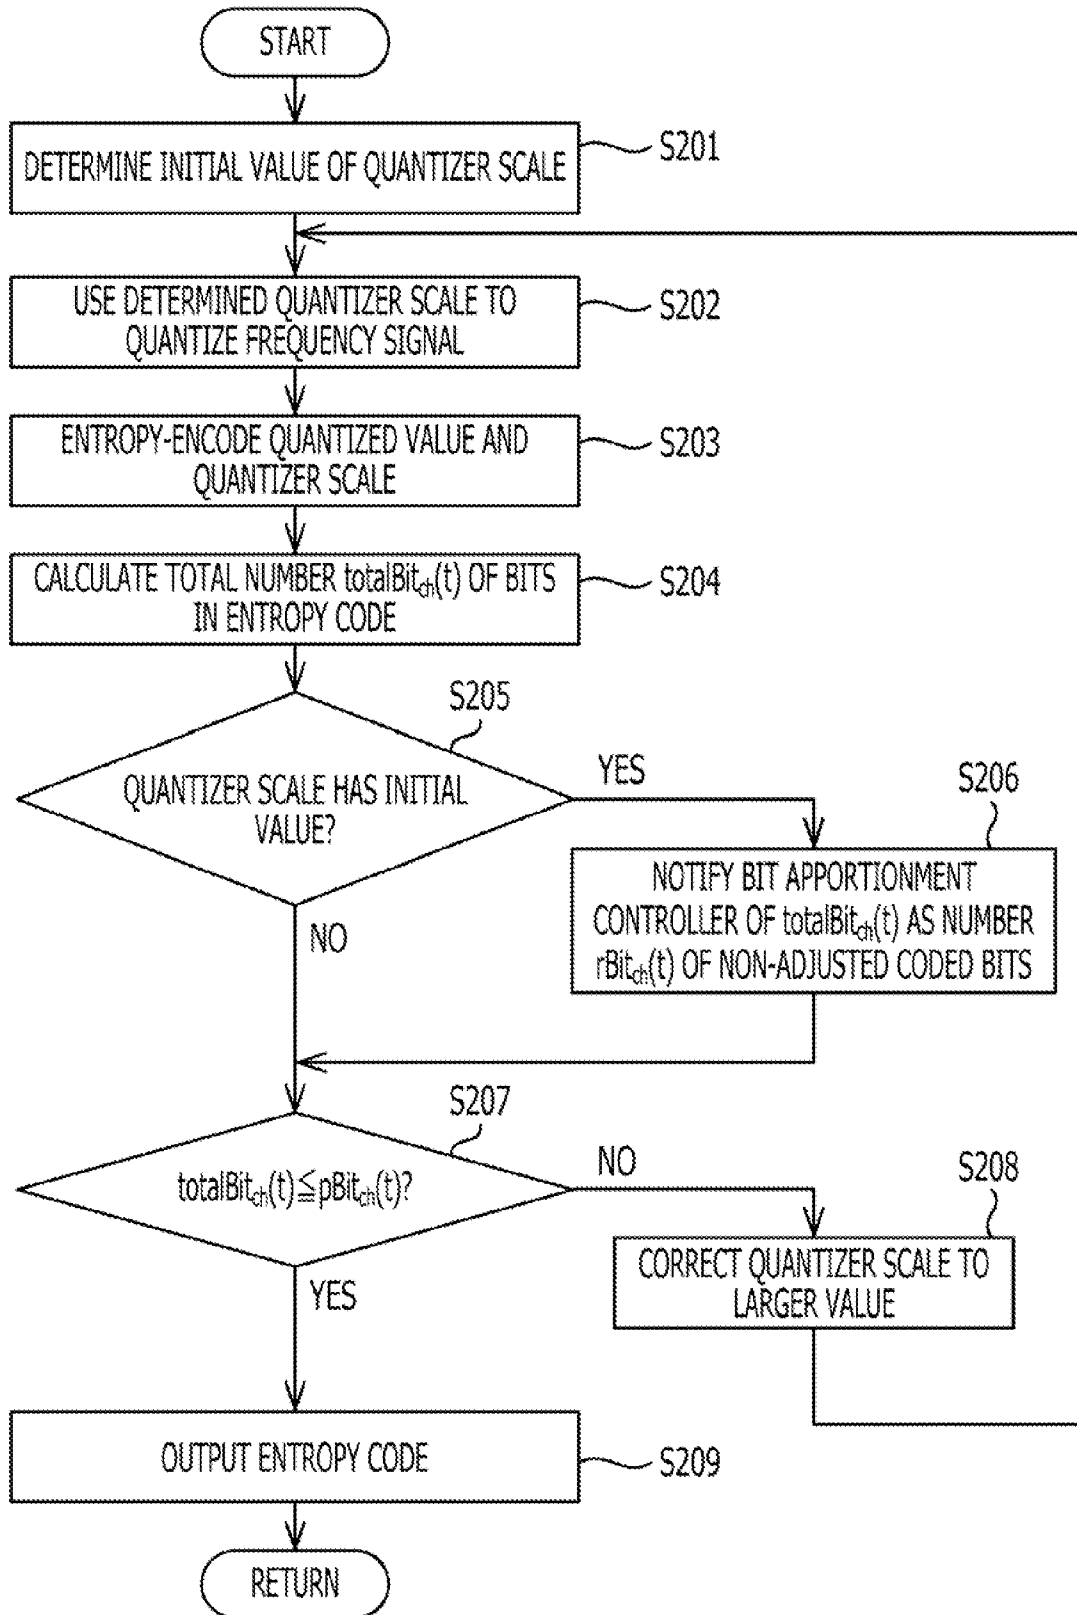 START
DETERMINE INITIAL VALUE OF QUANTIZER SCALE
S201
USE DETERMINED QUANTIZER SCALE TO
QUANTIZE FREQUENCY SIGNAL
S202
ENTROPY-ENCODE QUANTIZED VALUE AND
QUANTIZER SCALE
S203
CALCULATE TOTAL NUMBER totalBitch(t) OF BITS
IN ENTROPY CODE
S204
S205
QUANTIZER SCALE HAS INITIAL
VALUE?
YES
NO
S206
NOTIFY BIT APPORTIONMENT
CONTROLLER OF totalBitch(t) AS NUMBER
rBitch(t) OF NON-ADJUSTED CODED BITS
S207
totalBitch(t)≦pBitch(t)?
NO
YES
S208
CORRECT QUANTIZER SCALE TO
LARGER VALUE
OUTPUT ENTROPY CODE
S209
RETURN